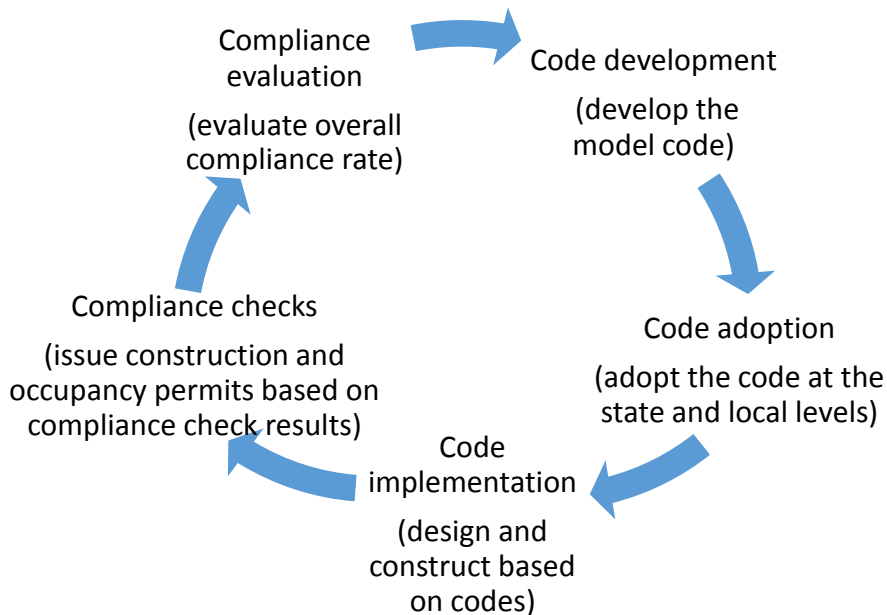 Compliance
evaluation
(evaluate overall
compliance rate)
Code development
(develop the
model code)
Code adoption
(adopt the code at the
state and local levels)
Code
implementation
(design and
construct based
on codes)
Compliance checks
(issue construction and
occupancy permits based on
compliance check results)